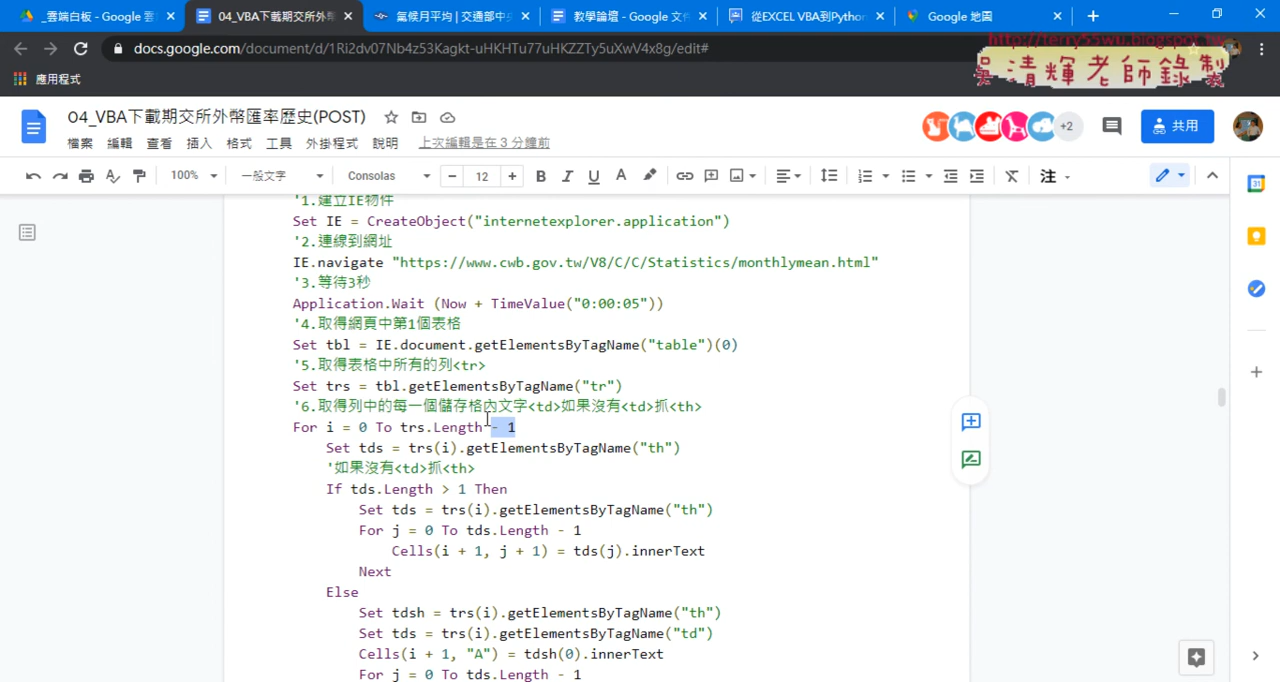 _雲端白板 - Google 雲
04_VBA下載期交所外幣匯
氣候月平均 | 交通部中央
教學論壇 - Google 文件
從EXCEL VBA到Python
Google 地圖
docs.google.com/document/d/1Ri2dv07Nb4z53Kagkt-uHKHTu77uHKZZTy5uXwV4x8g/edit#
http://terry55wu.blogspot.tw
吳清輝老師錄製
應用程式
04_VBA下載期交所外幣匯率歷史(POST)
檔案 編輯 查看 插入 格式 工具 外掛程式 說明 上次編輯是在 3 分鐘前
+2
共用
100% 一般文字 Consolas − 12 + B I U A 注
'1.建立IE物件
Set IE = CreateObject("internetexplorer.application")
'2.連線到網址
IE.navigate "https://www.cwb.gov.tw/V8/C/C/Statistics/monthlymean.html"
'3.等待3秒
Application.Wait (Now + TimeValue("0:00:05"))
'4.取得網頁中第1個表格
Set tbl = IE.document.getElementsByTagName("table")(0)
'5.取得表格中所有的列<tr>
Set trs = tbl.getElementsByTagName("tr")
'6.取得列中的每一個儲存格內文字<td>如果沒有<td>抓<th>
For i = 0 To trs.Length - 1
Set tds = trs(i).getElementsByTagName("th")
'如果沒有<td>抓<th>
If tds.Length > 1 Then
Set tds = trs(i).getElementsByTagName("th")
For j = 0 To tds.Length - 1
Cells(i + 1, j + 1) = tds(j).innerText
Next
Else
Set tdsh = trs(i).getElementsByTagName("th")
Set tds = trs(i).getElementsByTagName("td")
Cells(i + 1, "A") = tdsh(0).innerText
For j = 0 To tds.Length - 1
31